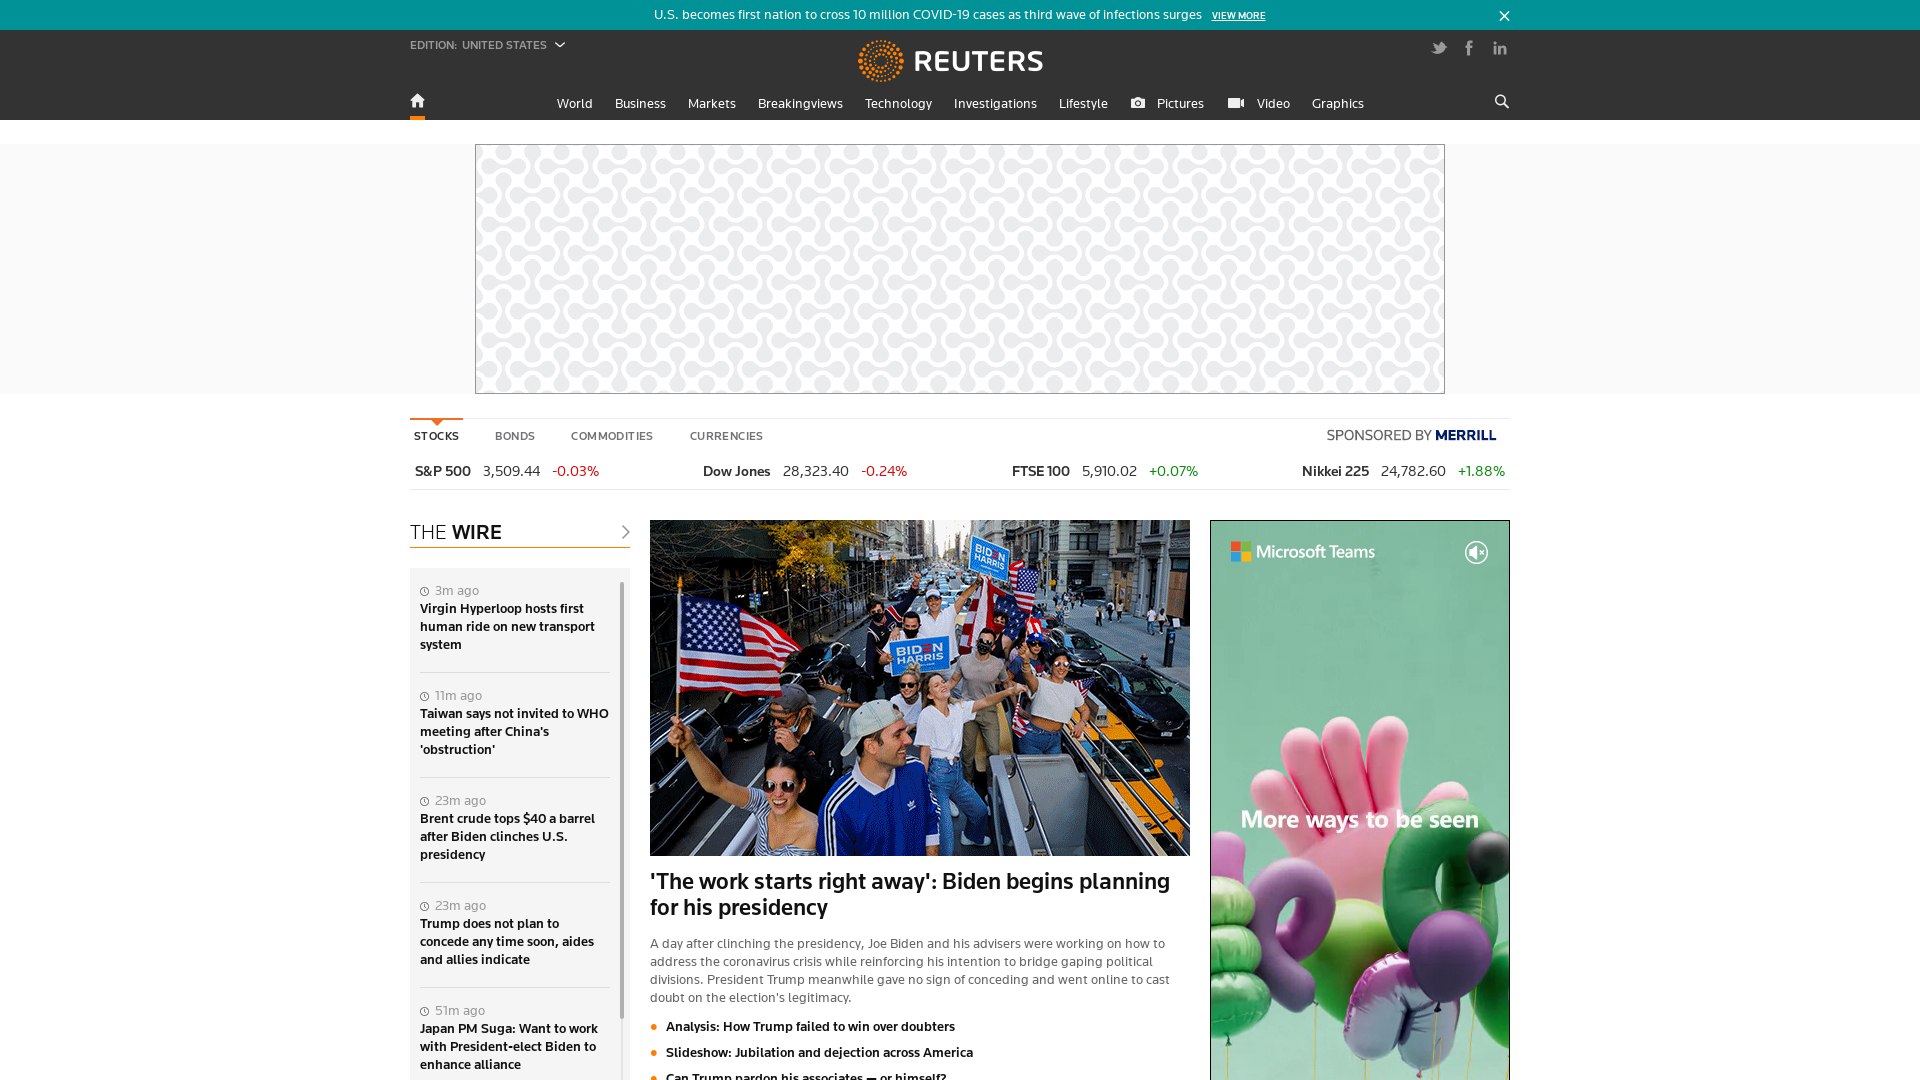 U.S. becomes first nation to cross 10 million COVID-19 cases as third wave of infections surges VIEW MORE
EDITION: UNITED STATES
REUTERS
World Business Markets Breakingviews Technology Investigations Lifestyle Pictures Video Graphics
STOCKS BONDS COMMODITIES CURRENCIES SPONSORED BY MERRILL
S&P 500 3,509.44 -0.03% Dow Jones 28,323.40 -0.24% FTSE 100 5,910.02 +0.07% Nikkei 225 24,782.60 +1.88%
THE WIRE
3m ago
Virgin Hyperloop hosts first
human ride on new transport
system
11m ago
Taiwan says not invited to WHO
meeting after China's
'obstruction'
23m ago
Brent crude tops $40 a barrel
after Biden clinches U.S.
presidency
23m ago
Trump does not plan to
concede any time soon, aides
and allies indicate
51m ago
Japan PM Suga: Want to work
with President-elect Biden to
enhance alliance
BIDEN
HARRIS
BIDEN
HARRIS
'The work starts right away': Biden begins planning
for his presidency
A day after clinching the presidency, Joe Biden and his advisers were working on how to
address the coronavirus crisis while reinforcing his intention to bridge gaping political
divisions. President Trump meanwhile gave no sign of conceding and went online to cast
doubt on the election's legitimacy.
Analysis: How Trump failed to win over doubters
Slideshow: Jubilation and dejection across America
Can Trump pardon his associates — or himself?
Microsoft Teams
More ways to be seen